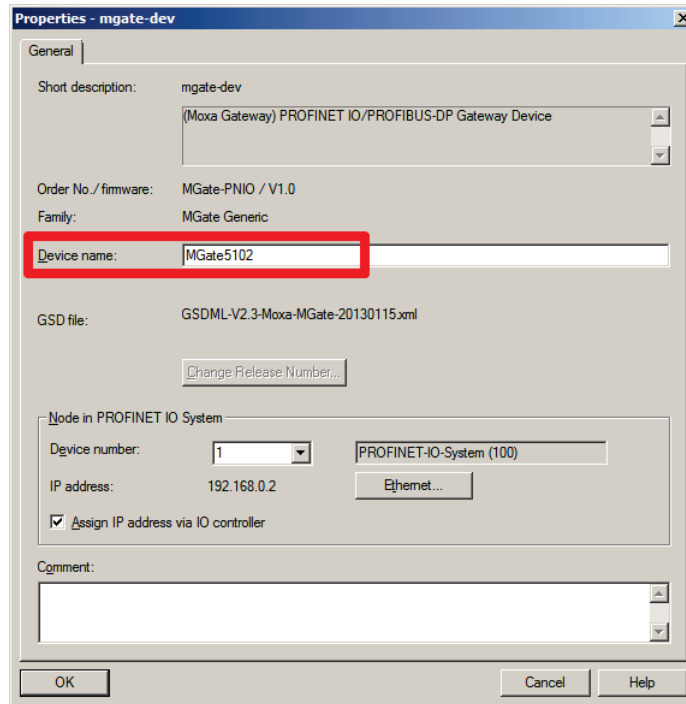 Properties - mgate-dev
General
Short description: mgate-dev
(Moxa Gateway) PROFINET IO/PROFIBUS-DP Gateway Device
Order No./ firmware: MGate-PNIO / V1.0
Family: MGate Generic
Device name: MGate5102
GSD file: GSDML-V2.3-Moxa-MGate-20130115.xml
Change Release Number...
Node in PROFINET IO System
Device number: 1 PROFINET-IO-System (100)
IP address: 192.168.0.2 Ethernet...
Assign IP address via IO controller
Comment:
OK Cancel Help